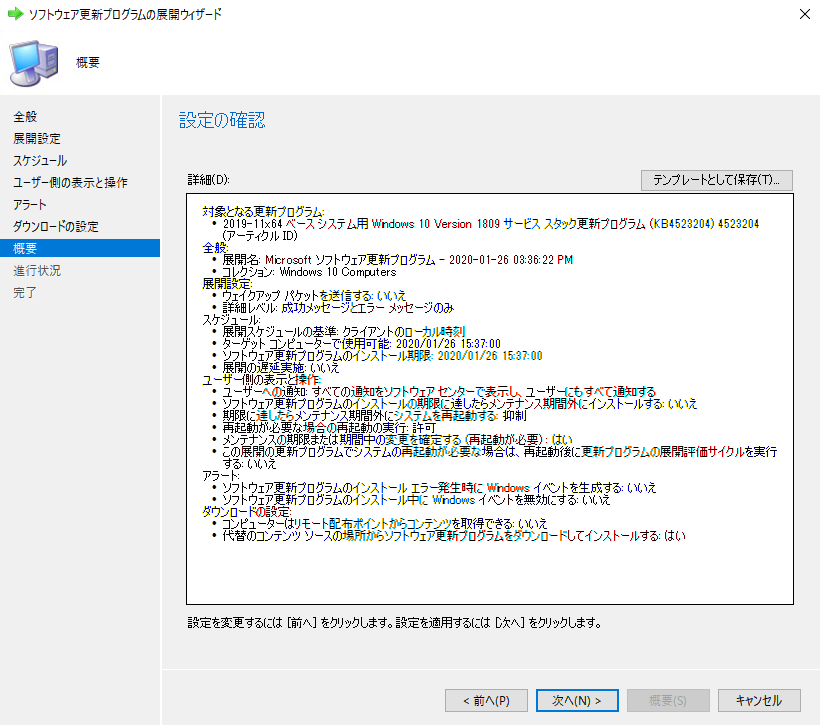 ソフトウェア更新プログラムの展開ウィザード
概要
全般
展開設定
スケジュール
ユーザー側の表示と操作
アラート
ダウンロードの設定
概要
進行状況
完了
設定の確認
詳細(D):
テンプレートとして保存(T)...
対象となる更新プログラム:
• 2019-11x64 ベース システム用 Windows 10 Version 1809 サービス スタック更新プログラム (KB4523204) 4523204
(アーティクル ID)
全般:
• 展開名: Microsoft ソフトウェア更新プログラム - 2020-01-26 03:36:22 PM
• コレクション: Windows 10 Computers
展開設定:
• ウェイクアップ パケットを送信する: いいえ
• 詳細レベル: 成功メッセージとエラー メッセージのみ
スケジュール:
• 展開スケジュールの基準: クライアントのローカル時刻
• ターゲット コンピューターで使用可能: 2020/01/26 15:37:00
• ソフトウェア更新プログラムのインストール期限: 2020/01/26 15:37:00
• 展開の遅延実施: いいえ
ユーザー側の表示と操作:
• ユーザーへの通知: すべての通知をソフトウェア センターで表示し、ユーザーにもすべて通知する
• ソフトウェア更新プログラムのインストールの期限に達したらメンテナンス期間外にインストールする: いいえ
• 期限に達したらメンテナンス期間外にシステムを再起動する: 抑制
• 再起動が必要な場合の再起動の実行: 許可
• メンテナンスの期限または期間中の変更を確定する (再起動が必要) : はい
• この展開の更新プログラムでシステムの再起動が必要な場合は、再起動後に更新プログラムの展開評価サイクルを実行
する: いいえ
アラート:
• ソフトウェア更新プログラムのインストール エラー発生時に Windows イベントを生成する: いいえ
• ソフトウェア更新プログラムのインストール中に Windows イベントを無効にする: いいえ
ダウンロードの設定:
• コンピューターはリモート配布ポイントからコンテンツを取得できる: いいえ
• 代替のコンテンツ ソースの場所からソフトウェア更新プログラムをダウンロードしてインストールする: はい
設定を変更するには [前へ] をクリックします。設定を適用するには [次へ] をクリックします。
< 前へ(P)
次へ(N) >
概要(S)
キャンセル